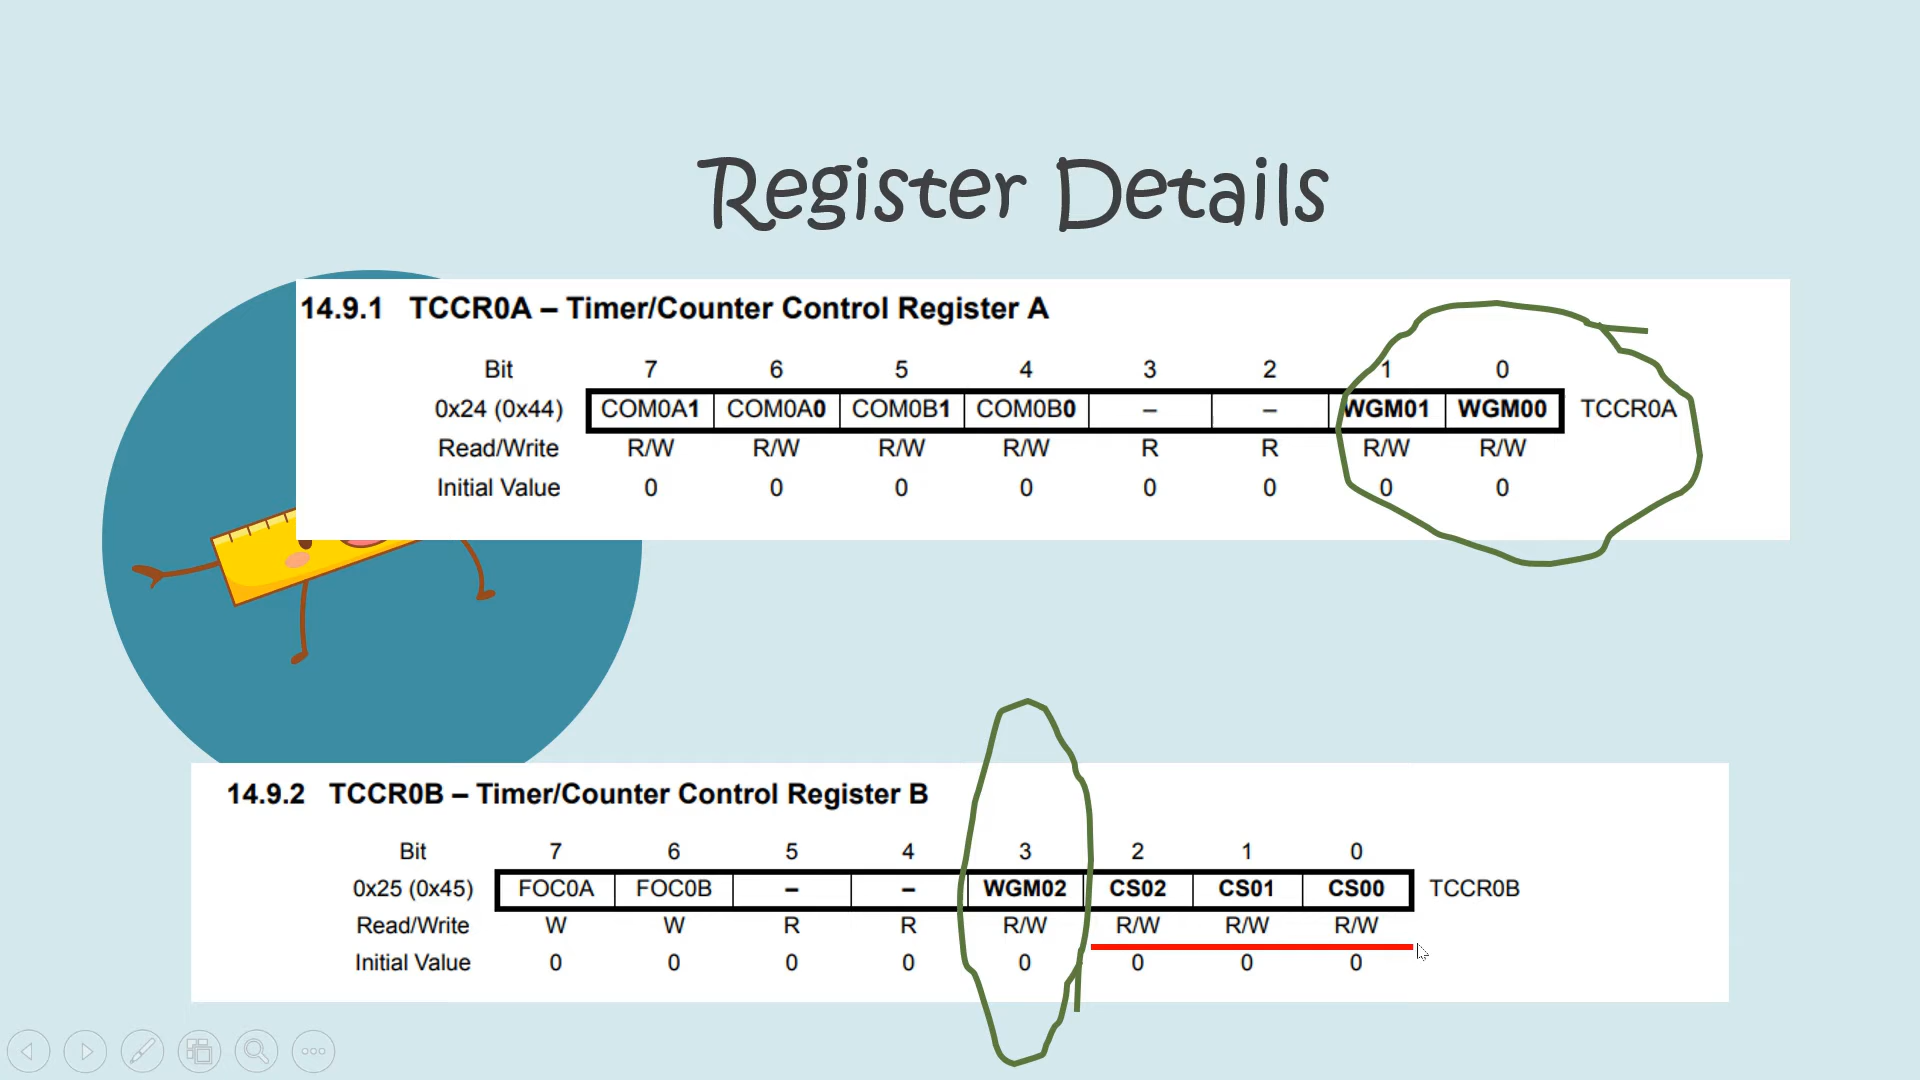 Register Details
14.9.1 TCCR0A – Timer/Counter Control Register A
Bit 7 6 5 4 3 2 1 0
0x24 (0x44) COM0A1 COM0A0 COM0B1 COM0B0 – – WGM01 WGM00 TCCR0A
Read/Write R/W R/W R/W R/W R R R/W R/W
Initial Value 0 0 0 0 0 0 0 0
14.9.2 TCCR0B – Timer/Counter Control Register B
Bit 7 6 5 4 3 2 1 0
0x25 (0x45) FOC0A FOC0B – – WGM02 CS02 CS01 CS00 TCCR0B
Read/Write W W R R R/W R/W R/W R/W
Initial Value 0 0 0 0 0 0 0 0